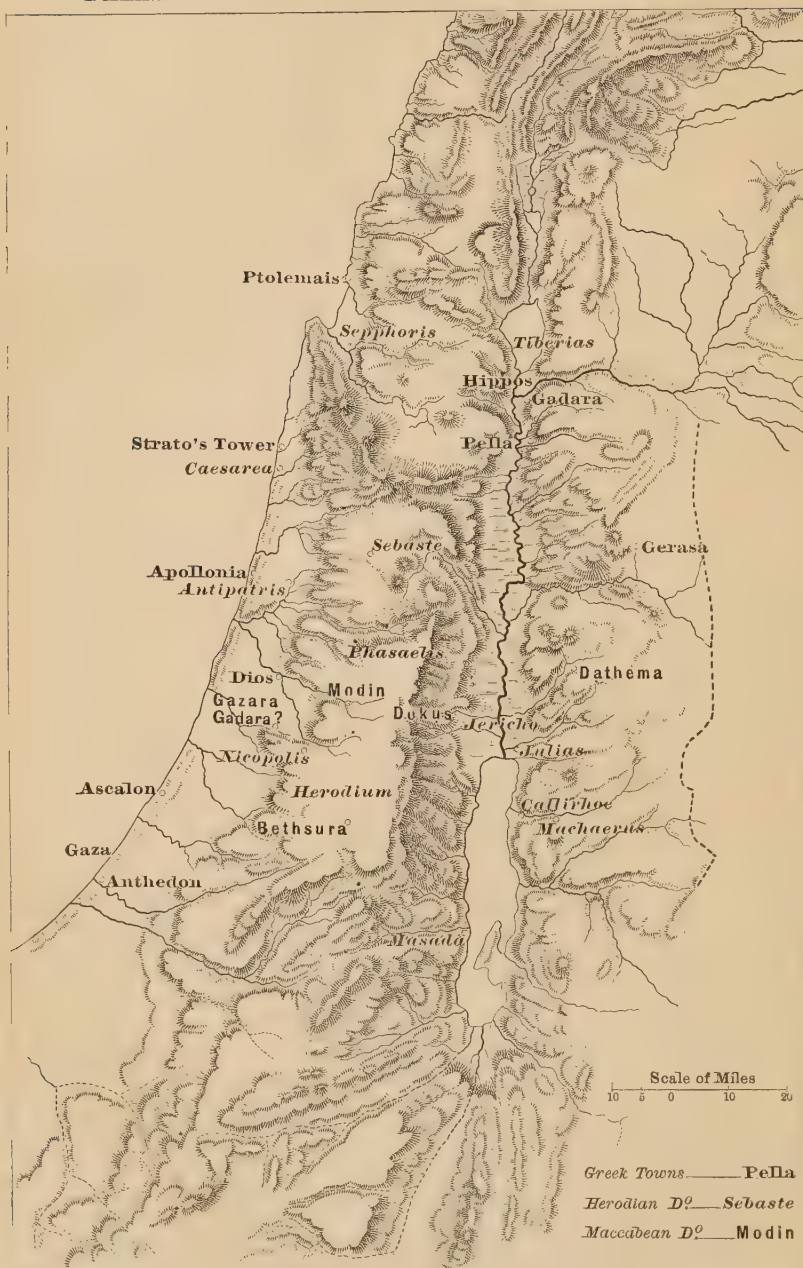 Ptolemais
Sepphoris
Tiberias
Hippos
Gadara
Strato's Tower
Pella
Caesarea
Sebaste
Gerasa
Apollonia
Antipatris
Phasaelis
Dios
Modin
Dathema
Gazara
Gadara?
Dokus
Jericho
Nicopolis
Julias
Ascalon
Herodium
Callirhoe
Bethsura
Machaerus
Gaza
Anthedon
Masada
Scale of Miles
10 5 0 10 20
Greek Towns Pella
Herodian Dº Sebaste
Maccabean Dº Modin